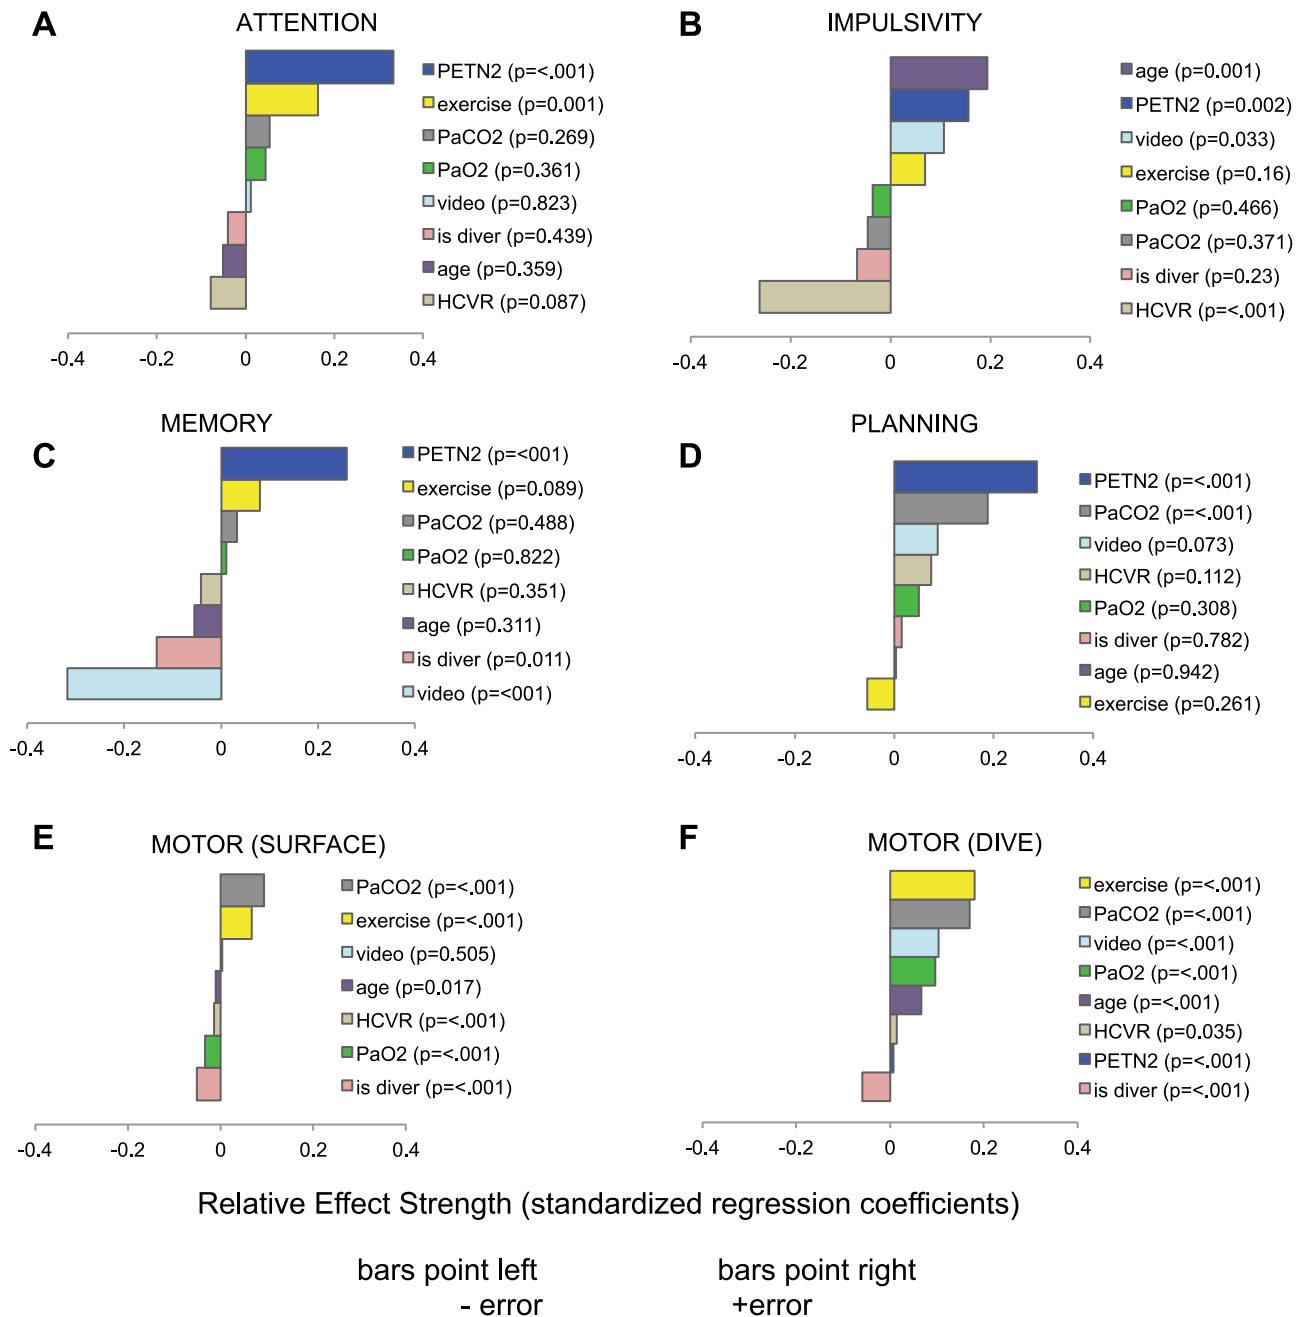 A
ATTENTION
PETN2 (p=<.001)
exercise (p=0.001)
PaCO2 (p=0.269)
PaO2 (p=0.361)
video (p=0.823)
is diver (p=0.439)
age (p=0.359)
HCVR (p=0.087)
-0.4 -0.2 0 0.2 0.4
B
IMPULSIVITY
age (p=0.001)
PETN2 (p=0.002)
video (p=0.033)
exercise (p=0.16)
PaO2 (p=0.466)
PaCO2 (p=0.371)
is diver (p=0.23)
HCVR (p=<.001)
-0.4 -0.2 0 0.2 0.4
C
MEMORY
PETN2 (p=<001)
exercise (p=0.089)
PaCO2 (p=0.488)
PaO2 (p=0.822)
HCVR (p=0.351)
age (p=0.311)
is diver (p=0.011)
video (p=<001)
-0.4 -0.2 0 0.2 0.4
D
PLANNING
PETN2 (p=<.001)
PaCO2 (p=<.001)
video (p=0.073)
HCVR (p=0.112)
PaO2 (p=0.308)
is diver (p=0.782)
age (p=0.942)
exercise (p=0.261)
-0.4 -0.2 0 0.2 0.4
E
MOTOR (SURFACE)
PaCO2 (p=<.001)
exercise (p=<.001)
video (p=0.505)
age (p=0.017)
HCVR (p=<.001)
PaO2 (p=<.001)
is diver (p=<.001)
-0.4 -0.2 0 0.2 0.4
F
MOTOR (DIVE)
exercise (p=<.001)
PaCO2 (p=<.001)
video (p=<.001)
PaO2 (p=<.001)
age (p=<.001)
HCVR (p=0.035)
PETN2 (p=<.001)
is diver (p=<.001)
-0.4 -0.2 0 0.2 0.4
Relative Effect Strength (standardized regression coefficients)
bars point left
- error
bars point right
+error